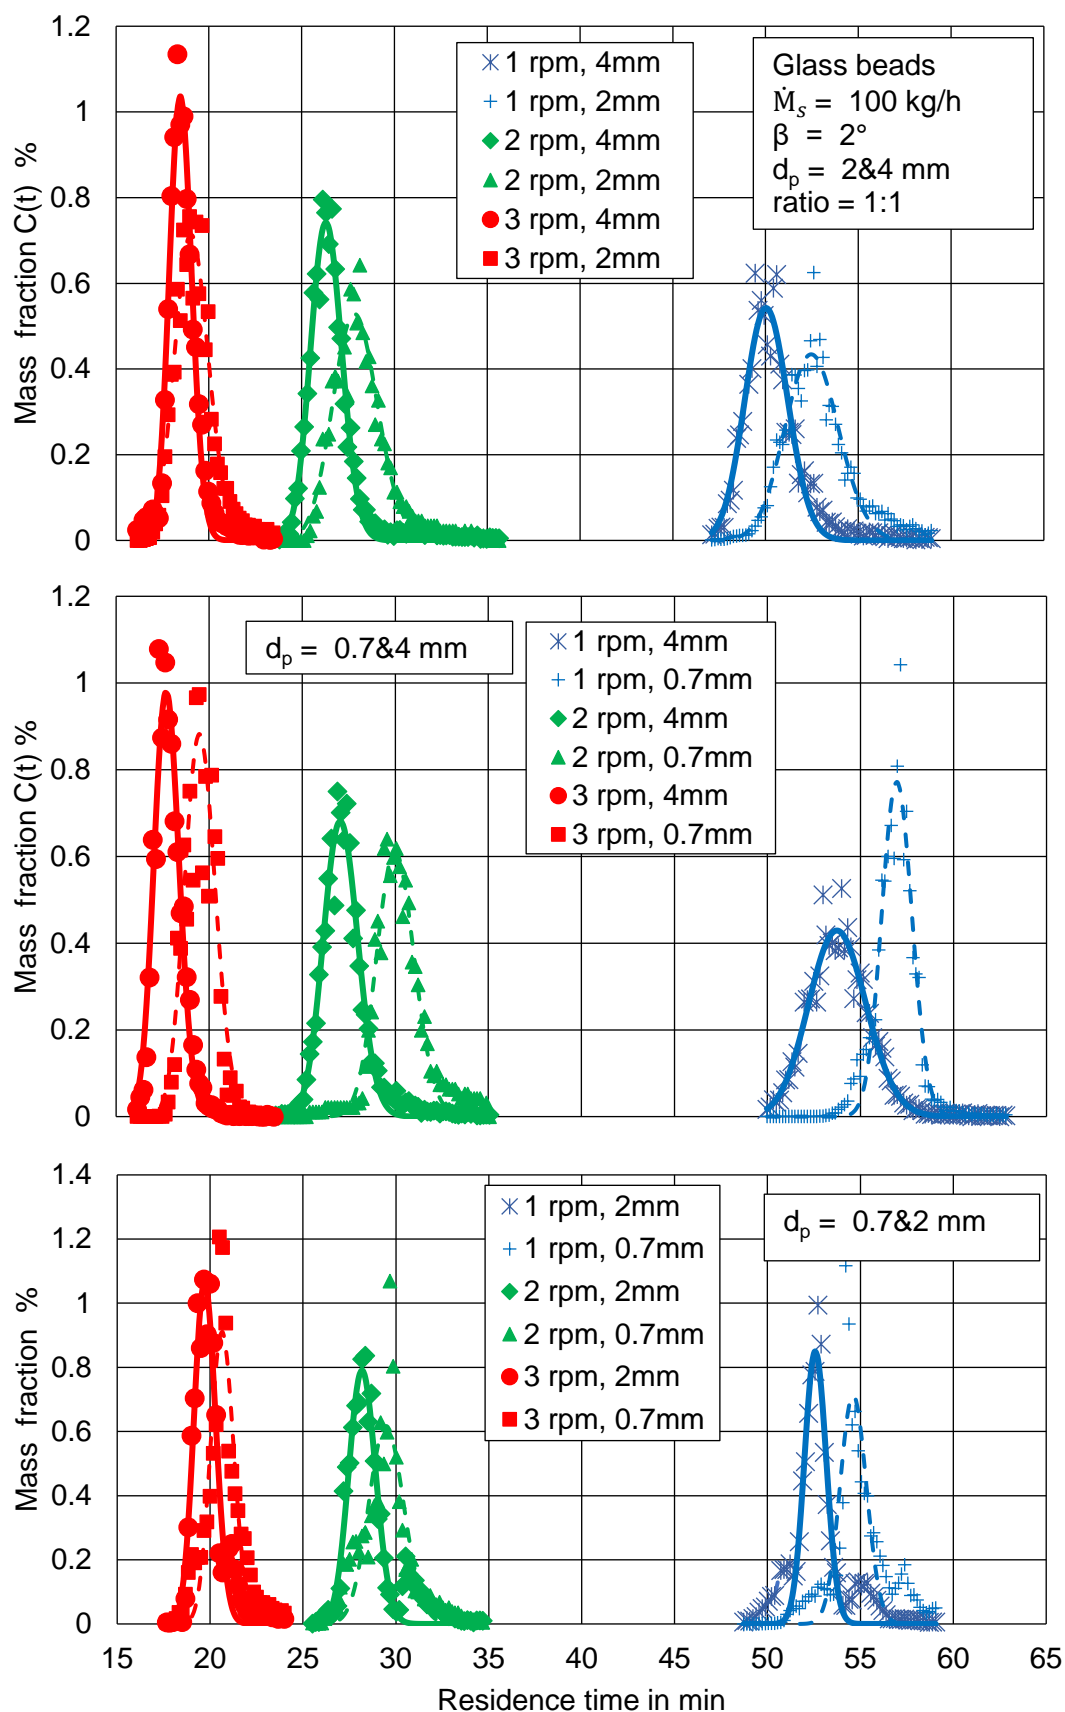 1.2
1
0.8
0.6
0.4
0.2
0
Mass fraction C(t) %
1 rpm, 4mm
1 rpm, 2mm
2 rpm, 4mm
2 rpm, 2mm
3 rpm, 4mm
3 rpm, 2mm
Glass beads
Ṁₛ = 100 kg/h
β = 2°
dₚ = 2&4 mm
ratio = 1:1
1.2
1
0.8
0.6
0.4
0.2
0
Mass fraction C(t) %
dₚ = 0.7&4 mm
1 rpm, 4mm
1 rpm, 0.7mm
2 rpm, 4mm
2 rpm, 0.7mm
3 rpm, 4mm
3 rpm, 0.7mm
1.4
1.2
1
0.8
0.6
0.4
0.2
0
Mass fraction %
1 rpm, 2mm
1 rpm, 0.7mm
2 rpm, 2mm
2 rpm, 0.7mm
3 rpm, 2mm
3 rpm, 0.7mm
dₚ = 0.7&2 mm
15 20 25 30 35 40 45 50 55 60 65
Residence time in min